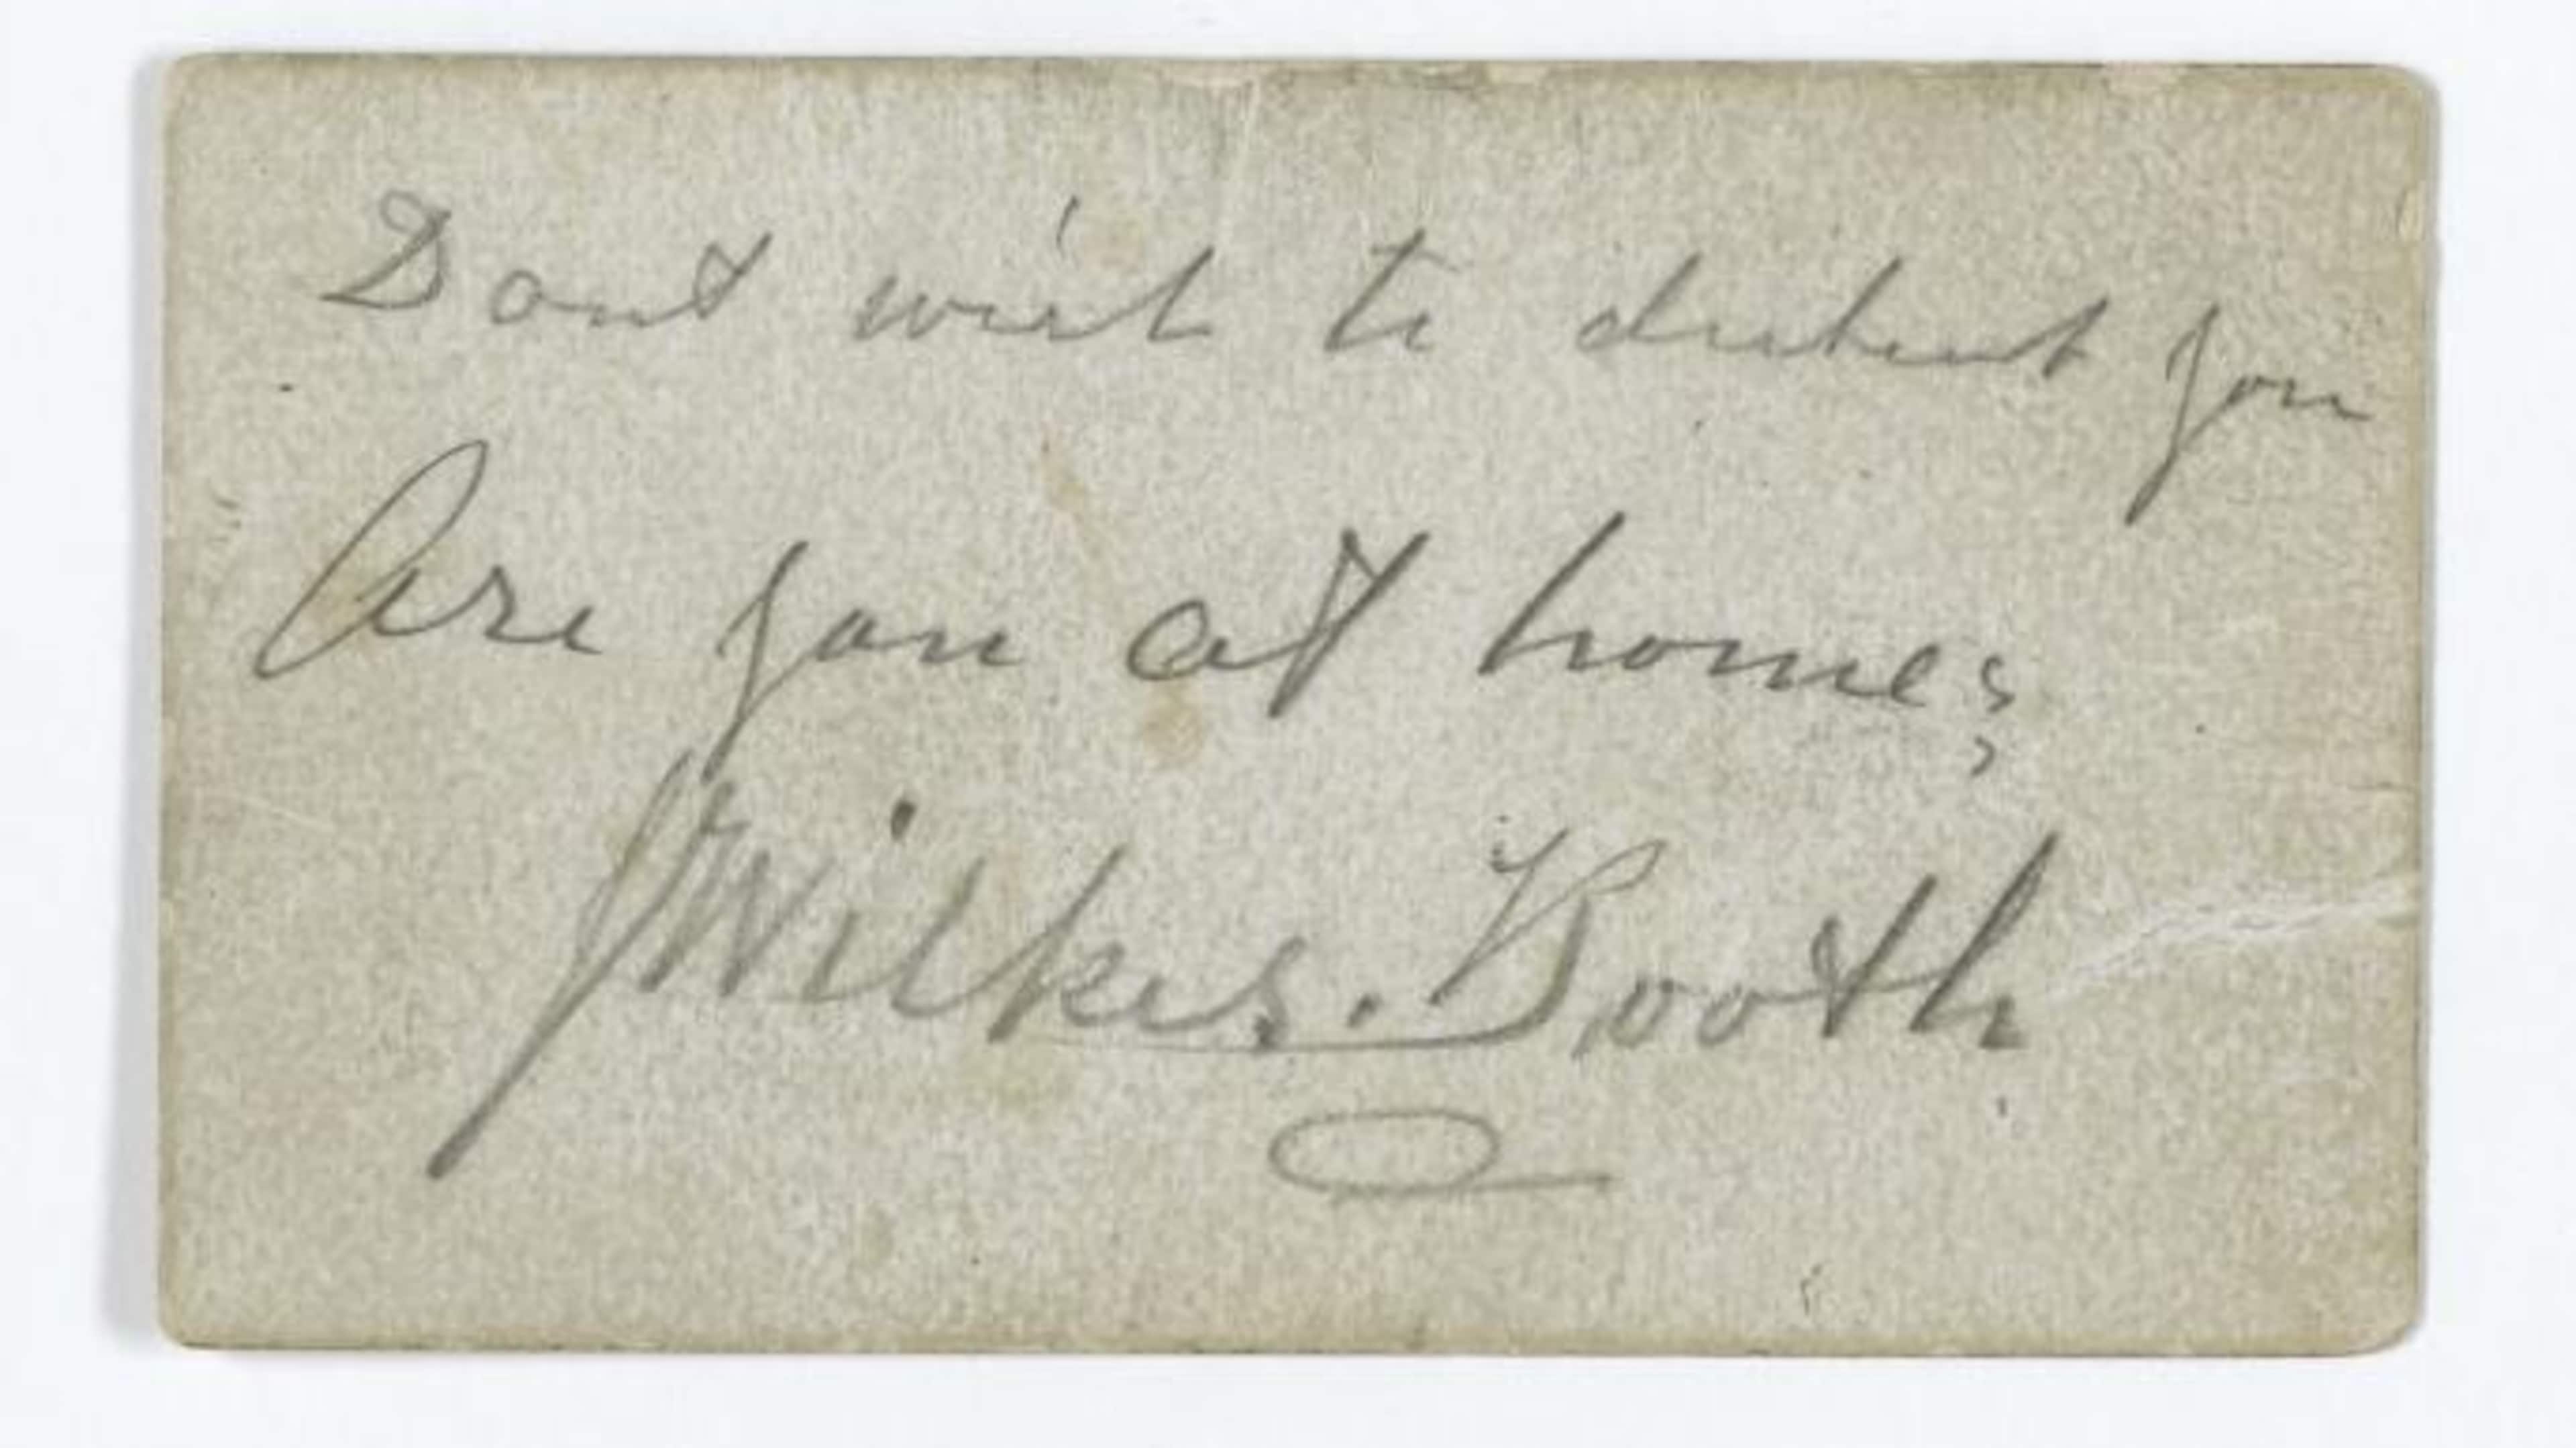 Dont wish to disturb you
Are you at home?
J Wilkes. Booth